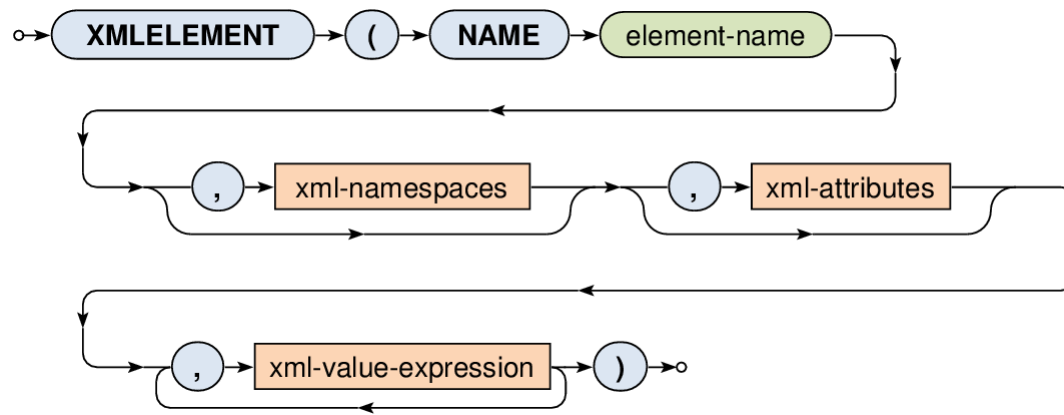 XMLELEMENT ( NAME element-name
, xml-namespaces , xml-attributes
, xml-value-expression )